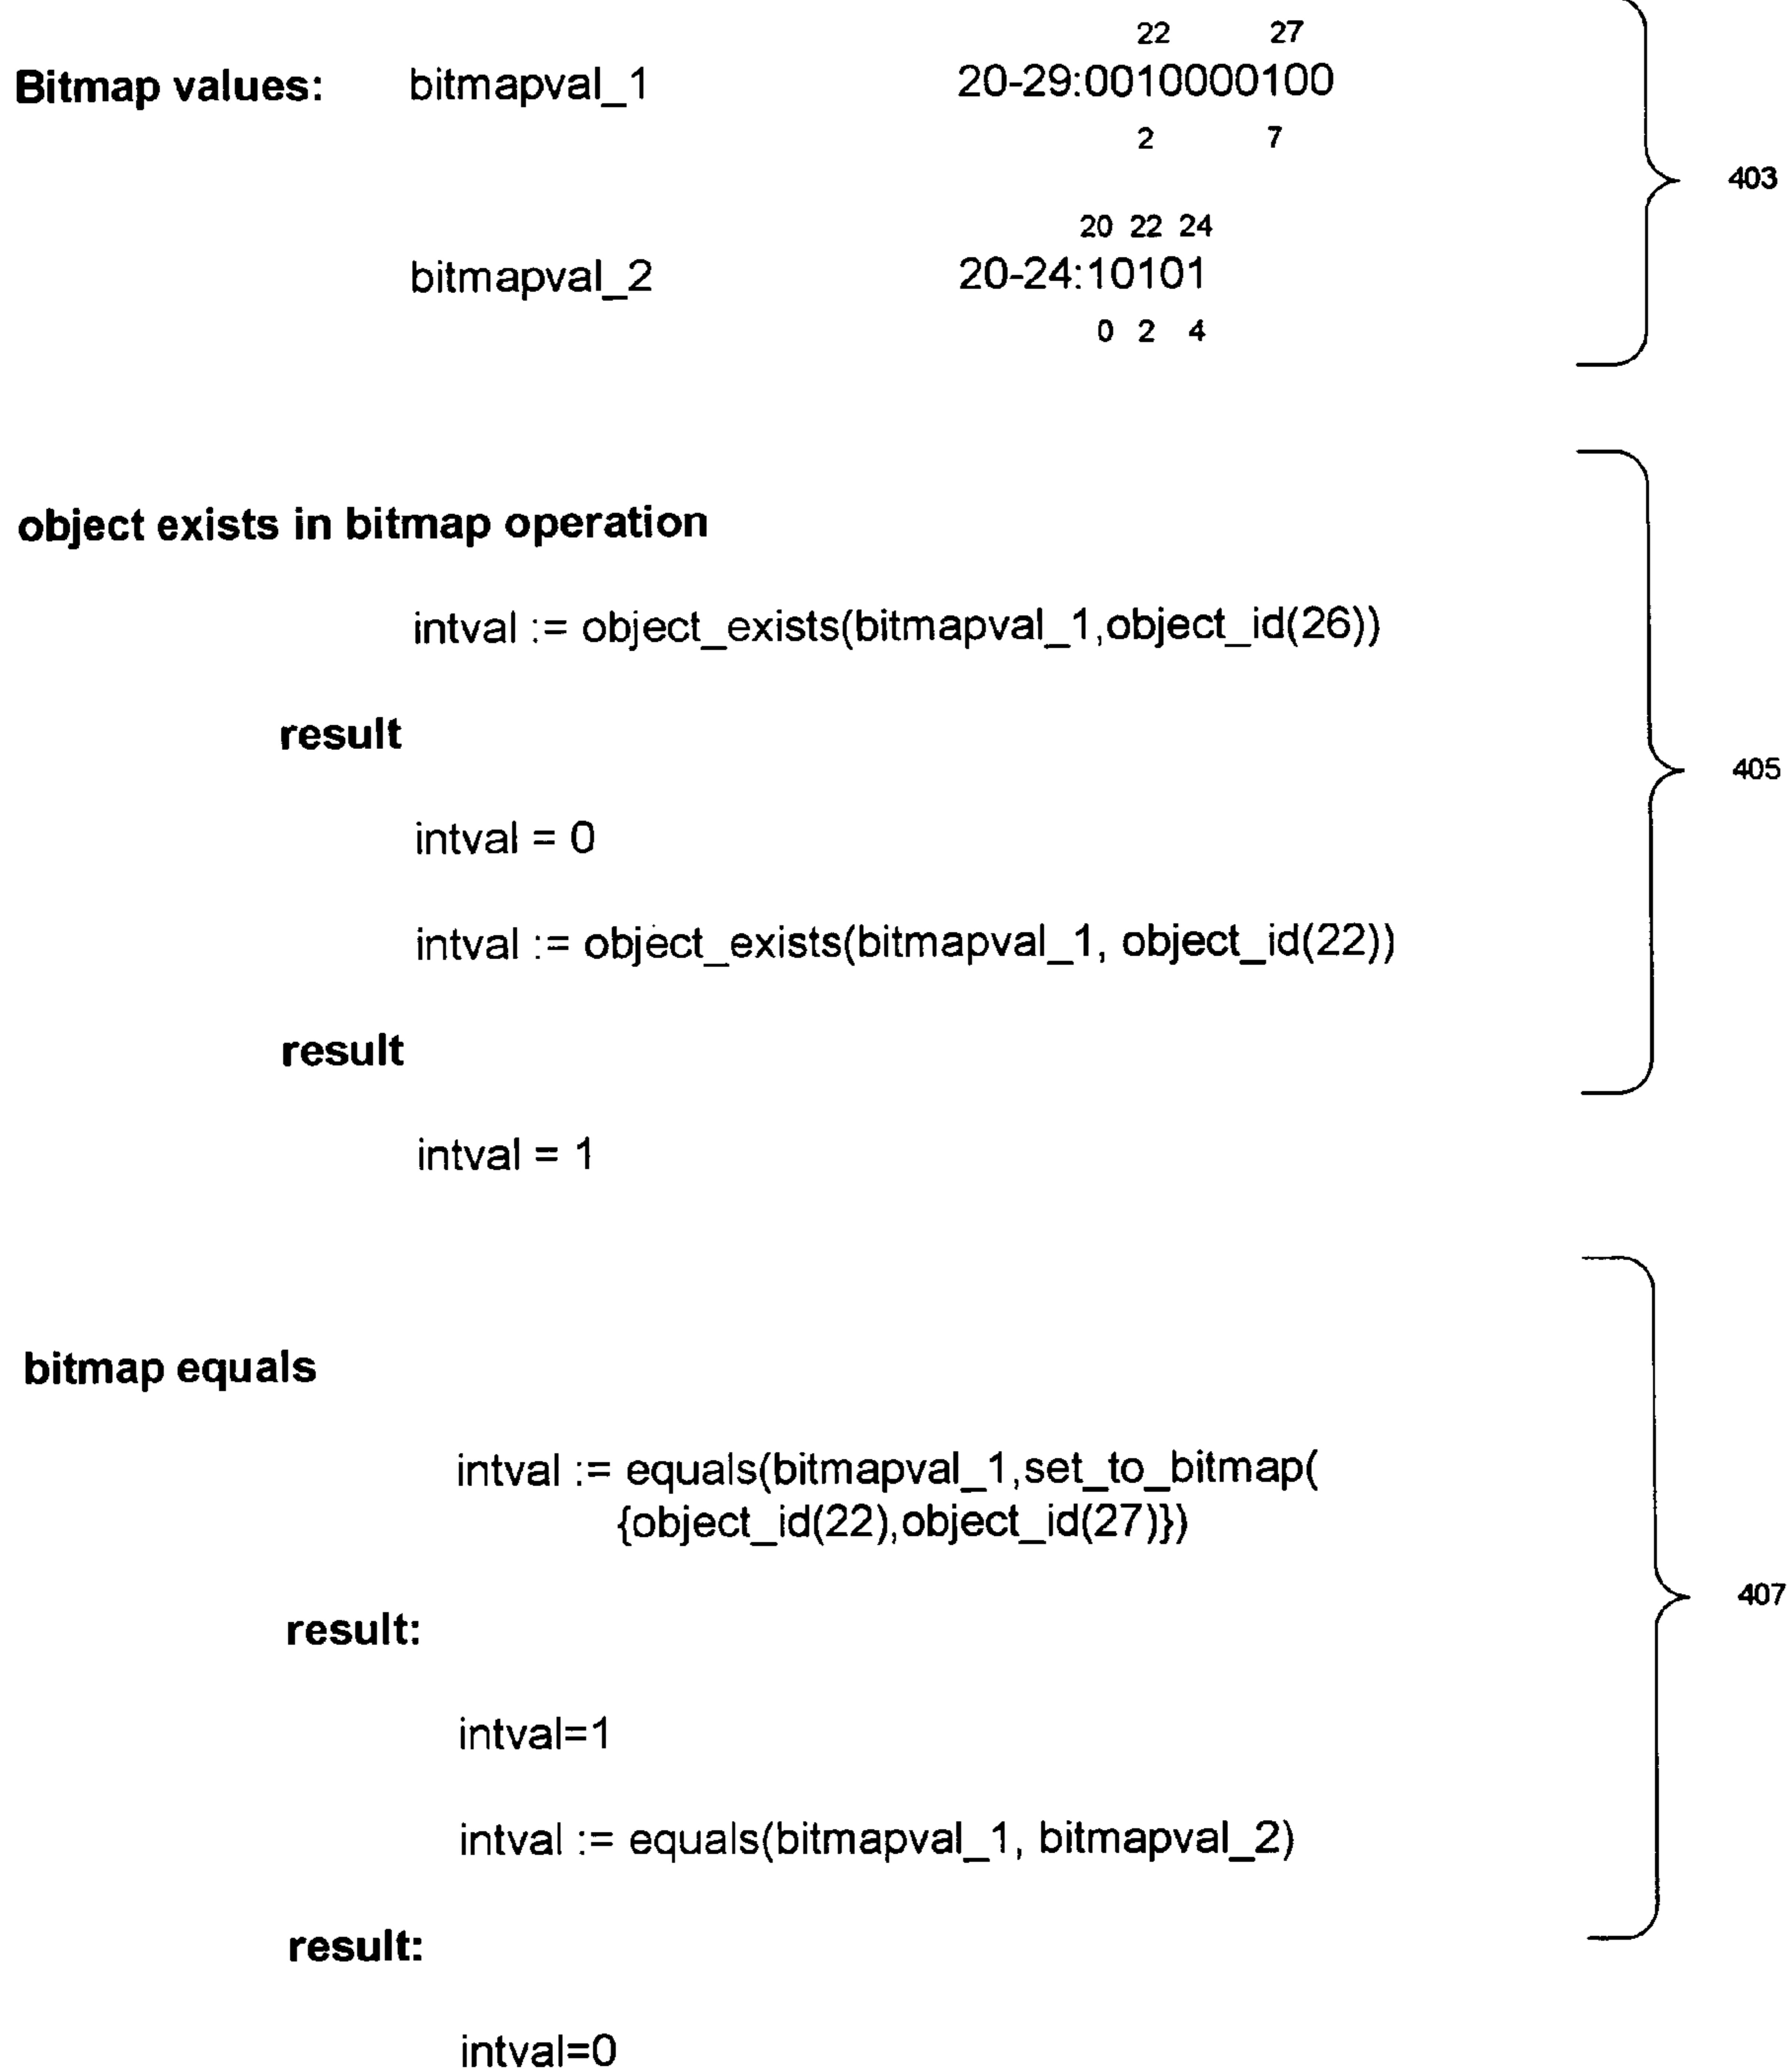 22 27
Bitmap values: bitmapval_1 20-29:0010000100
2 7
403
20 22 24
bitmapval_2 20-24:10101
0 2 4
object exists in bitmap operation
intval := object_exists(bitmapval_1,object_id(26))
result
405
intval = 0
intval := object_exists(bitmapval_1, object_id(22))
result
intval = 1
bitmap equals
intval := equals(bitmapval_1,set_to_bitmap(
{object_id(22),object_id(27)})
407
result:
intval=1
intval := equals(bitmapval_1, bitmapval_2)
result:
intval=0